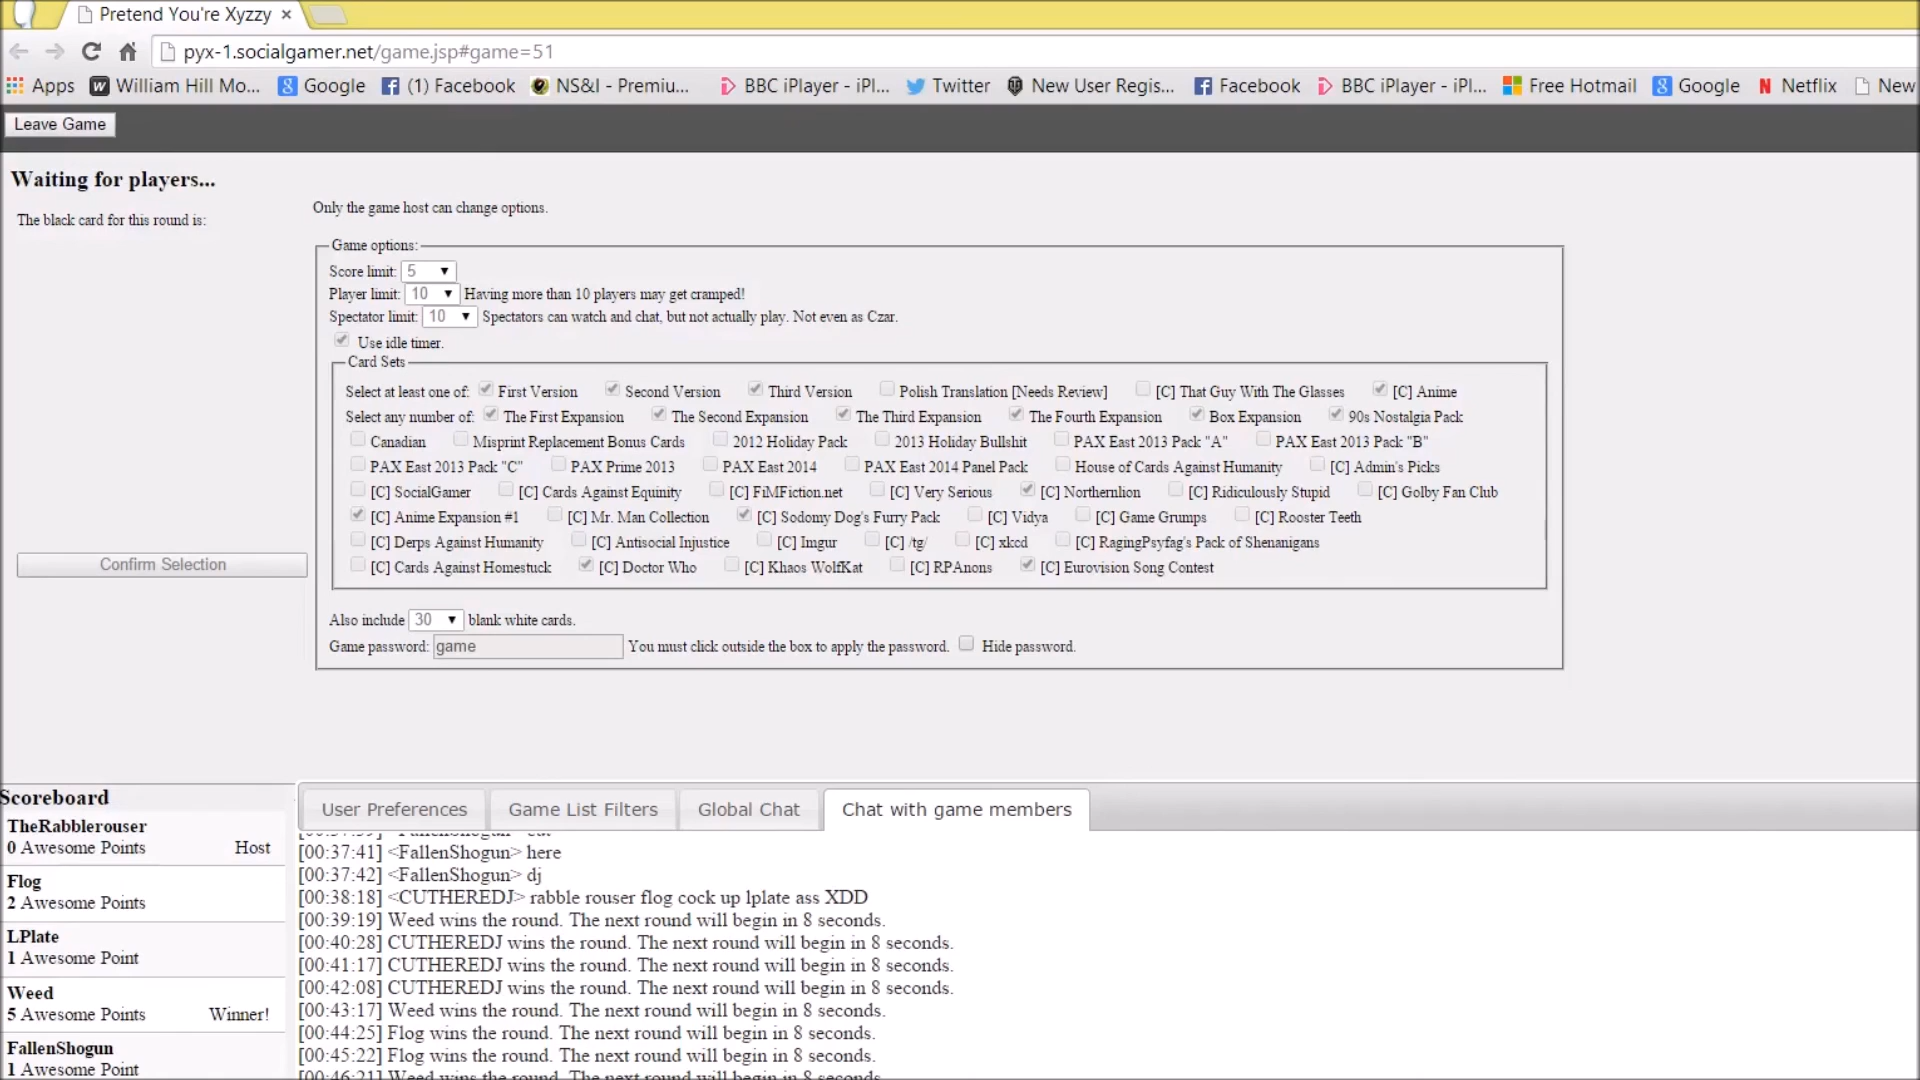 Pretend You're Xyzzy
pyx-1.socialgamer.net/game.jsp#game=51
Apps William Hill Mo... Google (1) Facebook NS&I - Premiu... BBC iPlayer - iPl... Twitter New User Regis... Facebook BBC iPlayer - iPl... Free Hotmail Google Netflix New
Leave Game
Waiting for players...
The black card for this round is:
Confirm Selection
Only the game host can change options.
Game options:
Score limit: 5
Player limit: 10 Having more than 10 players may get cramped!
Spectator limit: 10 Spectators can watch and chat, but not actually play. Not even as Czar.
Use idle timer.
Card Sets
Select at least one of: First Version Second Version Third Version Polish Translation [Needs Review] [C] That Guy With The Glasses [C] Anime
Select any number of: The First Expansion The Second Expansion The Third Expansion The Fourth Expansion Box Expansion 90s Nostalgia Pack
Canadian Misprint Replacement Bonus Cards 2012 Holiday Pack 2013 Holiday Bullshit PAX East 2013 Pack "A" PAX East 2013 Pack "B"
PAX East 2013 Pack "C" PAX Prime 2013 PAX East 2014 PAX East 2014 Panel Pack House of Cards Against Humanity [C] Admin's Picks
[C] SocialGamer [C] Cards Against Equinity [C] FiMFiction.net [C] Very Serious [C] Northernlion [C] Ridiculously Stupid [C] Golby Fan Club
[C] Anime Expansion #1 [C] Mr. Man Collection [C] Sodomy Dog's Furry Pack [C] Vidya [C] Game Grumps [C] Rooster Teeth
[C] Derps Against Humanity [C] Antisocial Injustice [C] Imgur [C] /tg/ [C] xkcd [C] RagingPsyfag's Pack of Shenanigans
[C] Cards Against Homestuck [C] Doctor Who [C] Khaos WolfKat [C] RPAnons [C] Eurovision Song Contest
Also include 30 blank white cards.
Game password: game You must click outside the box to apply the password. Hide password.
Scoreboard
TheRabblerouser
0 Awesome Points Host
Flog
2 Awesome Points
LPlate
1 Awesome Point
Weed
5 Awesome Points Winner!
FallenShogun
1 Awesome Point
User Preferences Game List Filters Global Chat Chat with game members
[00:37:41] <FallenShogun> here
[00:37:42] <FallenShogun> dj
[00:38:18] <CUTHEREDJ> rabble rouser flog cock up lplate ass XDD
[00:39:19] Weed wins the round. The next round will begin in 8 seconds.
[00:40:28] CUTHEREDJ wins the round. The next round will begin in 8 seconds.
[00:41:17] CUTHEREDJ wins the round. The next round will begin in 8 seconds.
[00:42:08] CUTHEREDJ wins the round. The next round will begin in 8 seconds.
[00:43:17] Weed wins the round. The next round will begin in 8 seconds.
[00:44:25] Flog wins the round. The next round will begin in 8 seconds.
[00:45:22] Flog wins the round. The next round will begin in 8 seconds.
[00:46:21] Weed wins the round. The next round will begin in 8 seconds.